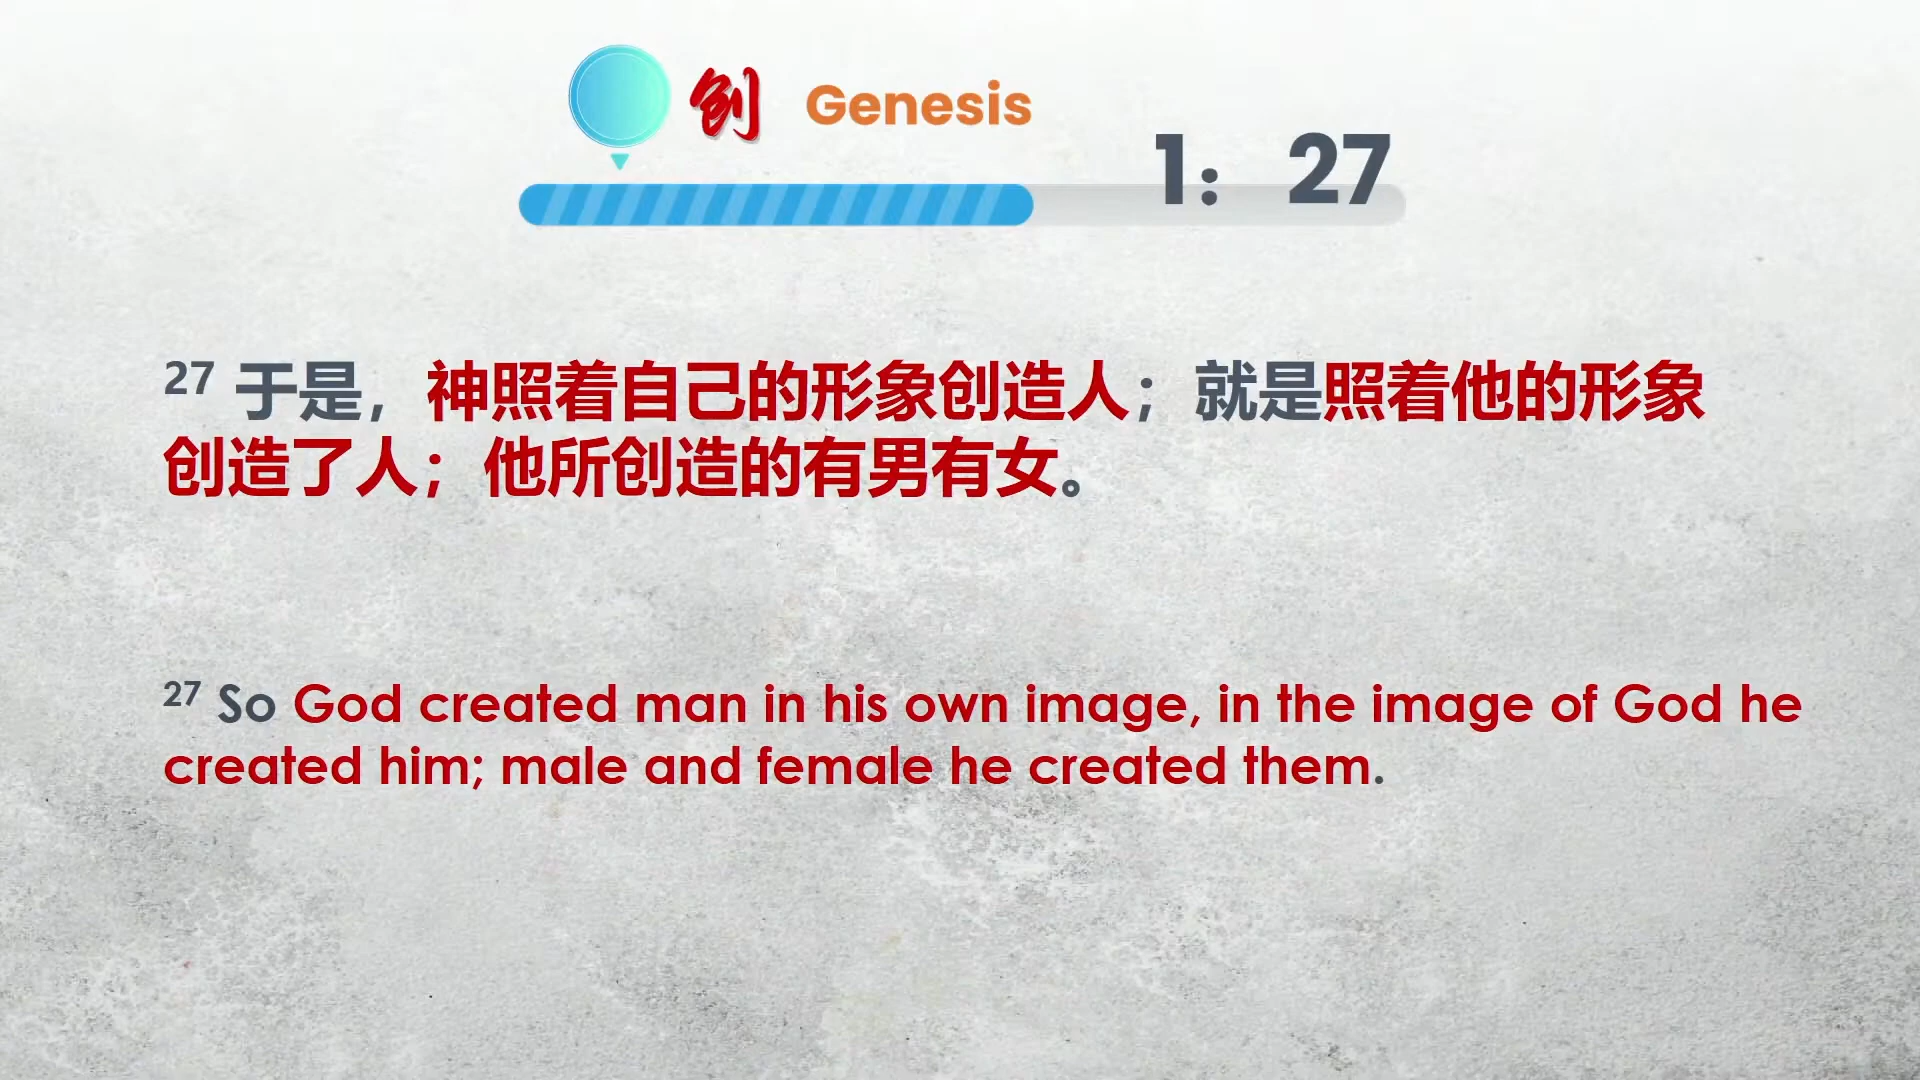 创 Genesis
1：27
27 于是，神照着自己的形象创造人；就是照着他的形象
创造了人；他所创造的有男有女。
27 So God created man in his own image, in the image of God he
created him; male and female he created them.